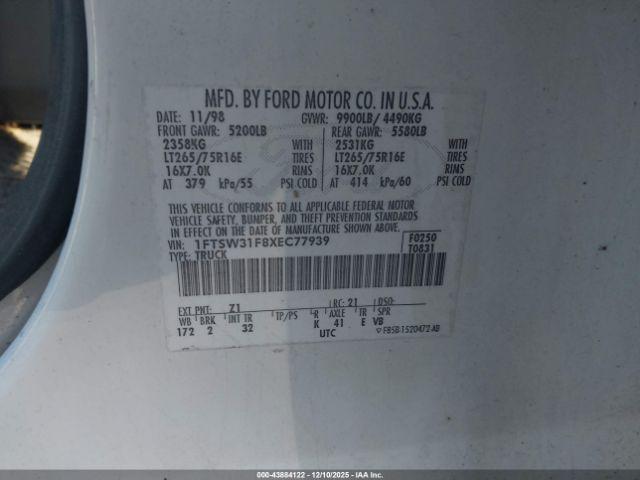 MFD. BY FORD MOTOR CO. IN U.S.A.
DATE: 11/98 GVWR: 9900LB/ 4490KG
FRONT GAWR: 5200LB REAR GAWR: 5580LB
2358KG WITH 2531KG WITH
LT265/75R16E TIRES LT265/75R16E TIRES
16X7.0K RIMS 16X7.0K RIMS
AT 379 kPa/55 PSI COLD AT 414 kPa/60 PSI COLD
THIS VEHICLE CONFORMS TO ALL APPLICABLE FEDERAL MOTOR
VEHICLE SAFETY, BUMPER, AND THEFT PREVENTION STANDARDS
IN EFFECT ON THE DATE OF MANUFACTURE SHOWN ABOVE.
VIN: 1FTSW31F8XEC77939 F0250
TYPE: TRUCK T0831
EXT PNT: Z1 RC: 21 DSO:
WB BRK INT TR TP/PS R AXLE TR SPR
172 2 32 K 41 E VB
UTC F85B-1520472-AB
000-43884122 - 12/10/2025 - IAAI.COM